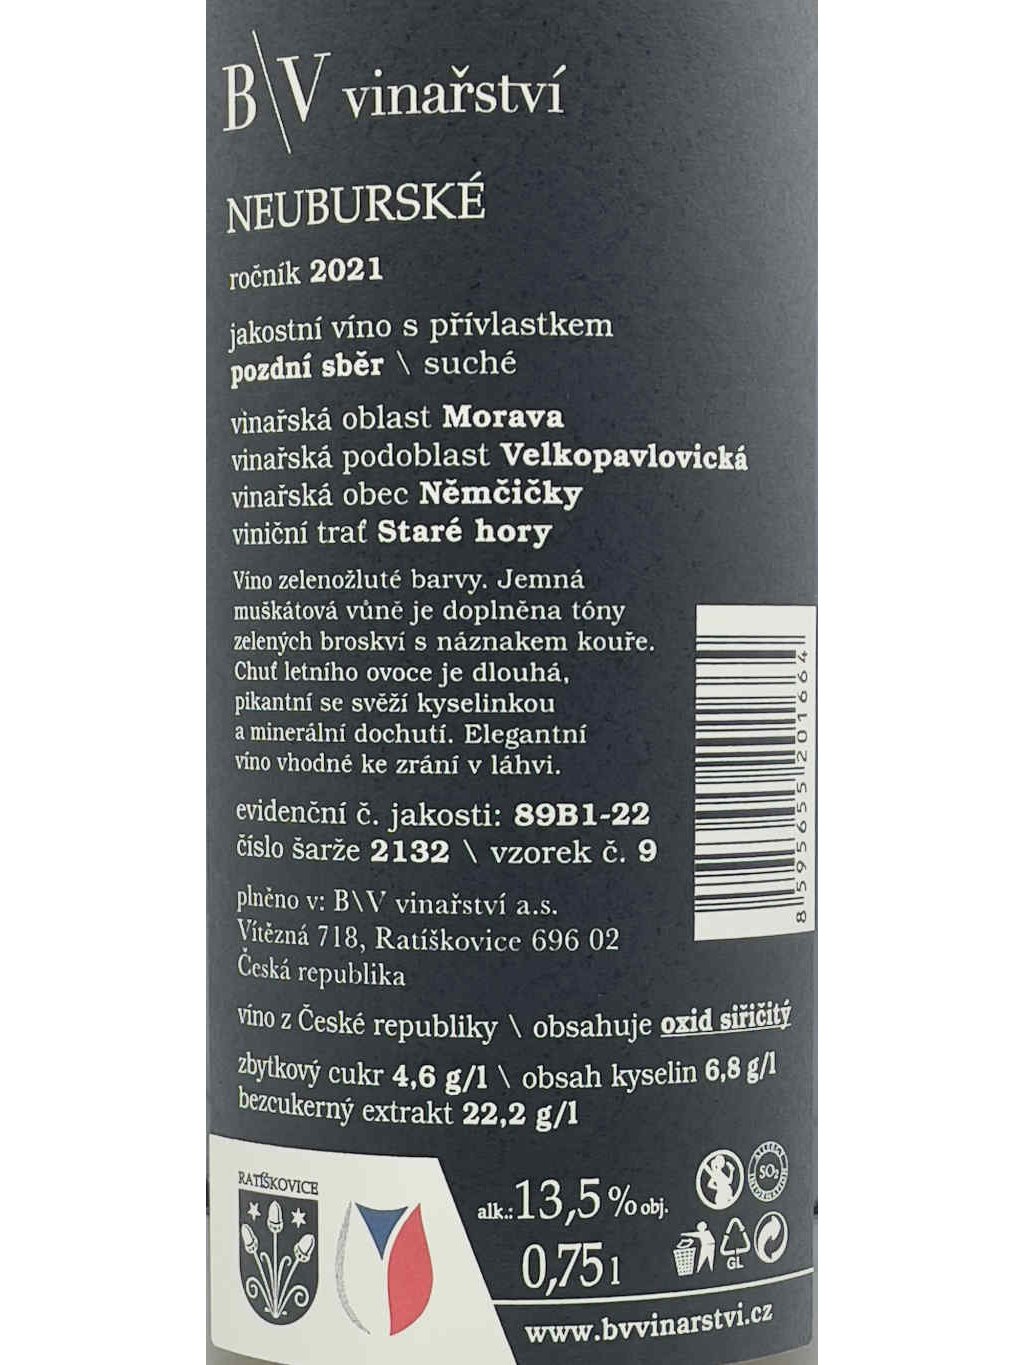 B\V vinařství
NEUBURSKÉ
ročník 2021
jakostní víno s přívlastkem
pozdní sběr \ suché
vinařská oblast Morava
vinařská podoblast Velkopavlovická
vinařská obec Němčičky
viniční trať Staré hory
Víno zelenožluté barvy. Jemná
muškátová vůně je doplněna tóny
zelených broskví s náznakem kouře.
Chuť letního ovoce je dlouhá,
pikantní se svěží kyselinkou
a minerální dochutí. Elegantní
víno vhodné ke zrání v láhvi.
8595655201664
evidenční č. jakosti: 89B1-22
číslo šarže 2132 \ vzorek č. 9
plněno v: B\V vinařství a.s.
Vítězná 718, Ratíškovice 696 02
Česká republika
víno z České republiky \ obsahuje oxid siřičitý
zbytkový cukr 4,6 g/l \ obsah kyselin 6,8 g/l
bezcukerný extrakt 22,2 g/l
RATÍŠKOVICE
alk.: 13,5 % obj.
0,75 l
SO₂
GL
www.bvvinarstvi.cz